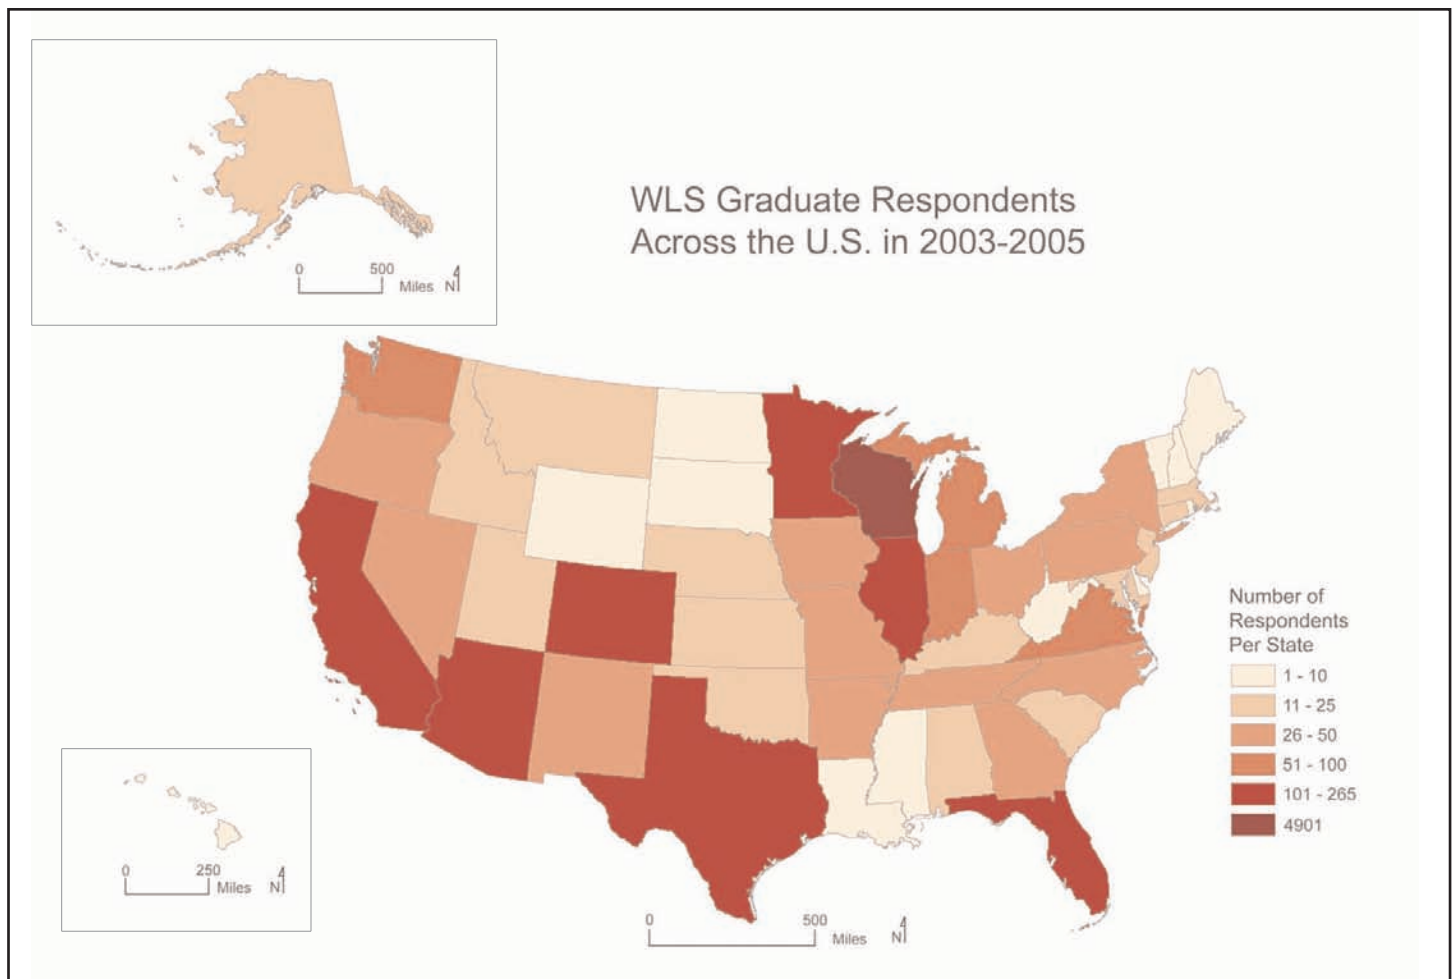 WLS Graduate Respondents
Across the U.S. in 2003-2005
0 500 Miles N
Number of
Respondents
Per State
1 - 10
11 - 25
26 - 50
51 - 100
101 - 265
4901
0 250 Miles N
0 500 Miles N